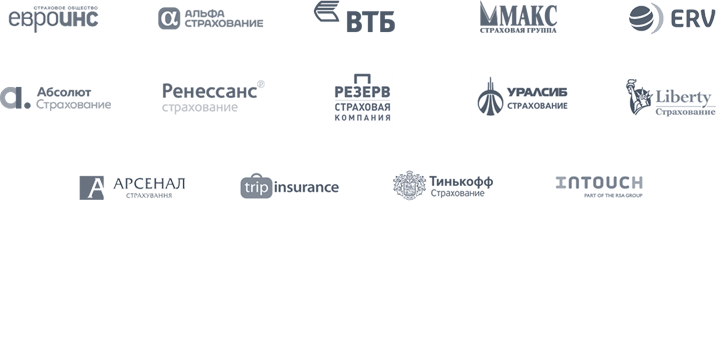 СТРАХОВОЕ ОБЩЕСТВО
евроинс
АЛЬФА
СТРАХОВАНИЕ
ВТБ
МАКС
СТРАХОВАЯ ГРУППА
ERV
а.
Абсолют
Страхование
Ренессанс®
страхование
РЕЗЕРВ
СТРАХОВАЯ
КОМПАНИЯ
УРАЛСИБ
СТРАХОВАНИЕ
Liberty
Страхование
А АРСЕНАЛ
СТРАХУВАННЯ
trip insurance
Тинькофф
Страхование
INTOUCH
PART OF THE RSA GROUP